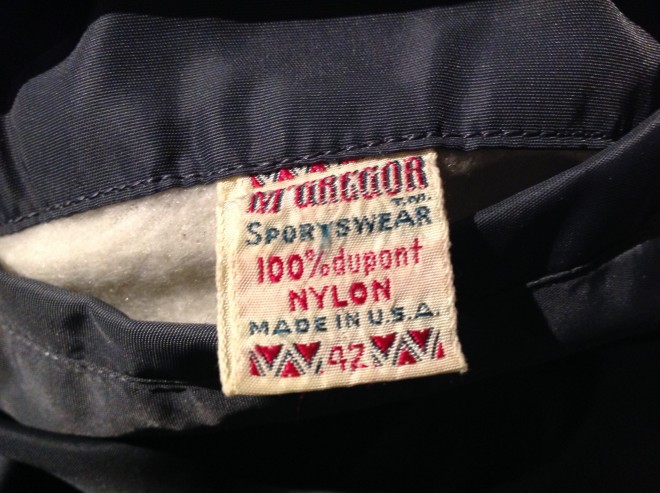 McGREGOR
T.M.
SPORTSWEAR
100% dupont
NYLON
MADE IN U.S.A.
42